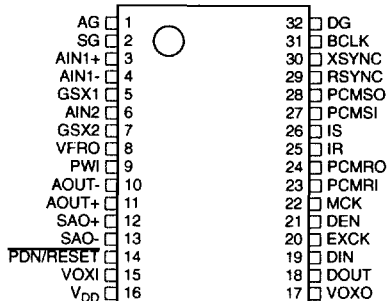 AG 1 32 DG
SG 2 31 BCLK
AIN1+ 3 30 XSYNC
AIN1- 4 29 RSYNC
GSX1 5 28 PCMSO
AIN2 6 27 PCMSI
GSX2 7 26 IS
VFRO 8 25 IR
PWI 9 24 PCMRO
AOUT- 10 23 PCMRI
AOUT+ 11 22 MCK
SAO+ 12 21 DEN
SAO- 13 20 EXCK
PDN/RESET 14 19 DIN
VOXI 15 18 DOUT
VDD 16 17 VOXO